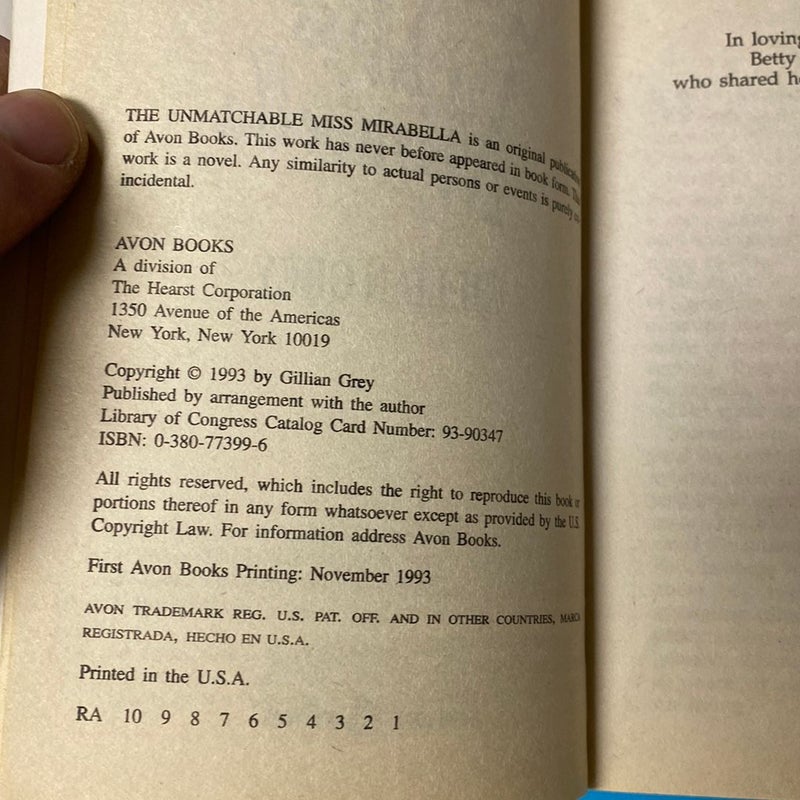 THE UNMATCHABLE MISS MIRABELLA is an original
of Avon Books. This work has never before appeared in book form.
work is a novel. Any similarity to actual persons or events is purely
incidental.
AVON BOOKS
A division of
The Hearst Corporation
1350 Avenue of the Americas
New York, New York 10019
Copyright © 1993 by Gillian Grey
Published by arrangement with the author
Library of Congress Catalog Card Number: 93-90347
ISBN: 0-380-77399-6
All rights reserved, which includes the right to reproduce this book or
portions thereof in any form whatsoever except as provided by the U.S.
Copyright Law. For information address Avon Books.
First Avon Books Printing: November 1993
AVON TRADEMARK REG. U.S. PAT. OFF. AND IN OTHER COUNTRIES, MARCA
REGISTRADA, HECHO EN U.S.A.
Printed in the U.S.A.
RA 10 9 8 7 6 5 4 3 2 1
In loving
Betty
who shared